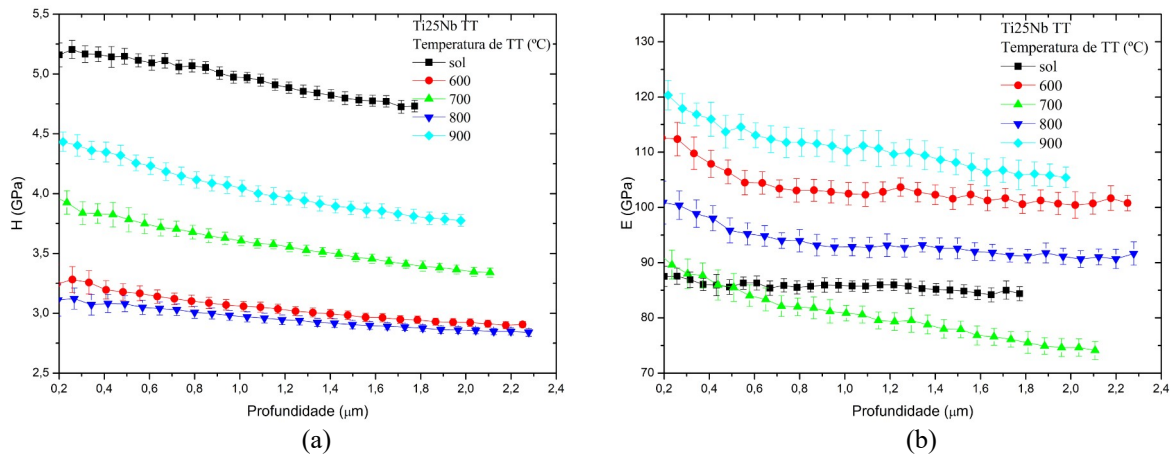 Ti25Nb TT
Temperatura de TT (ºC)
sol
600
700
800
900
5,5
5,0
4,5
4,0
3,5
3,0
2,5
H (GPa)
0,2 0,4 0,6 0,8 1,0 1,2 1,4 1,6 1,8 2,0 2,2 2,4
Profundidade (μm)
(a)
Ti25Nb TT
Temperatura de TT (ºC)
sol
600
700
800
900
135
130
120
110
100
90
80
70
E (GPa)
0,2 0,4 0,6 0,8 1,0 1,2 1,4 1,6 1,8 2,0 2,2 2,4
Profundidade (μm)
(b)